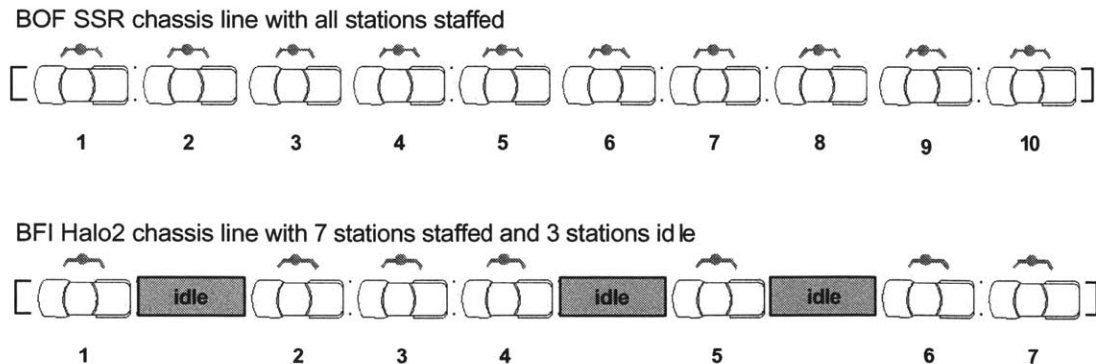 BOF SSR chassis line with all stations staffed
1 2 3 4 5 6 7 8 9 10
BFI Halo2 chassis line with 7 stations staffed and 3 stations idle
idle idle idle
1 2 3 4 5 6 7